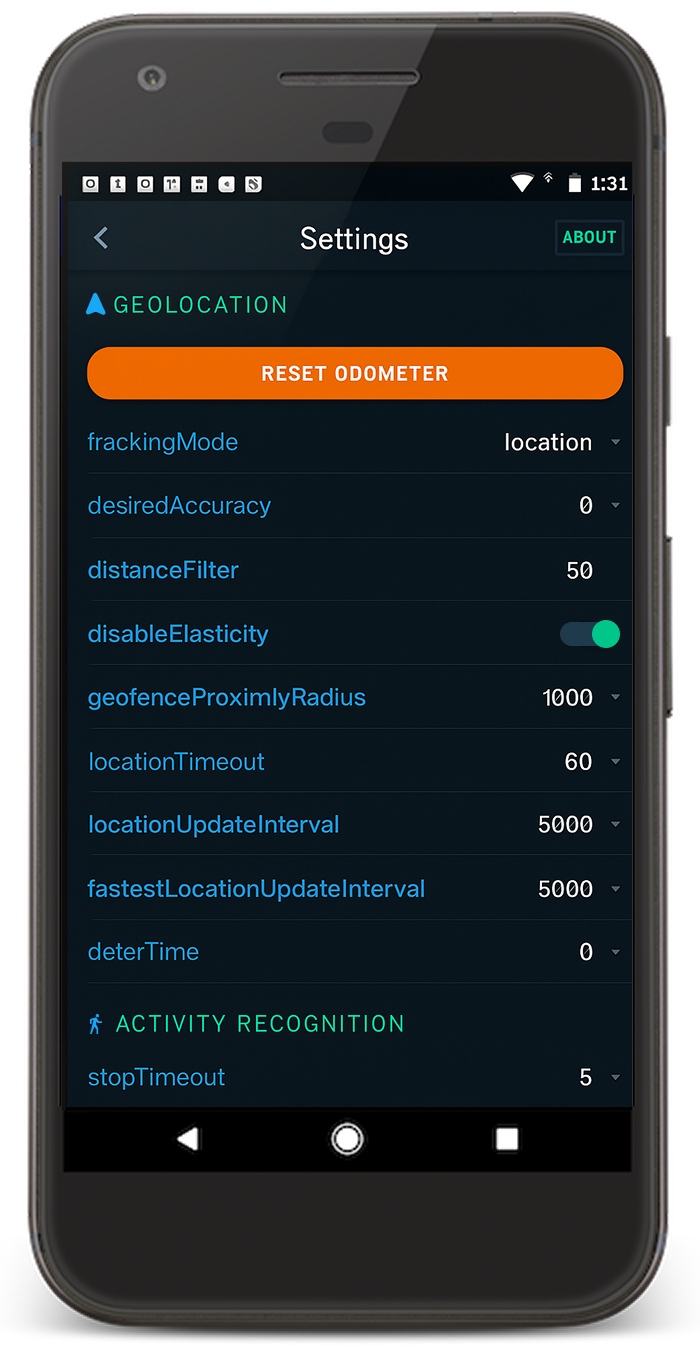 1:31
Settings
ABOUT
GEOLOCATION
RESET ODOMETER
frackingMode location
desiredAccuracy 0
distanceFilter 50
disableElasticity
geofenceProximlyRadius 1000
locationTimeout 60
locationUpdateInterval 5000
fastestLocationUpdateInterval 5000
deterTime 0
ACTIVITY RECOGNITION
stopTimeout 5